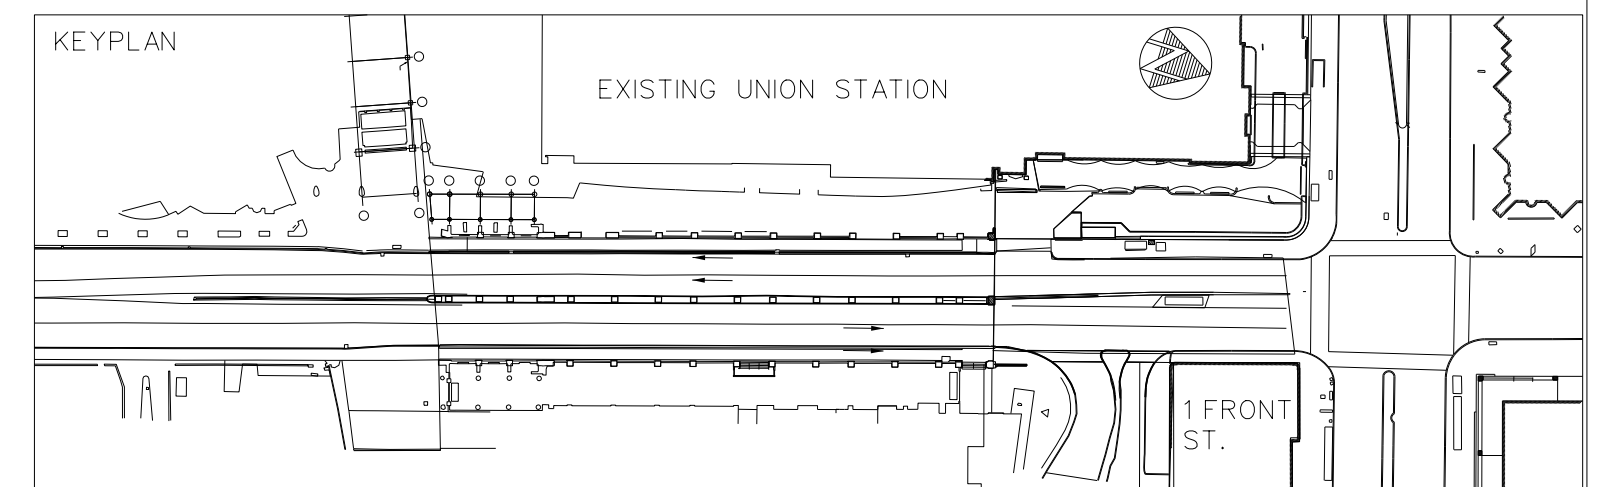 KEYPLAN
EXISTING UNION STATION
1 FRONT
ST.